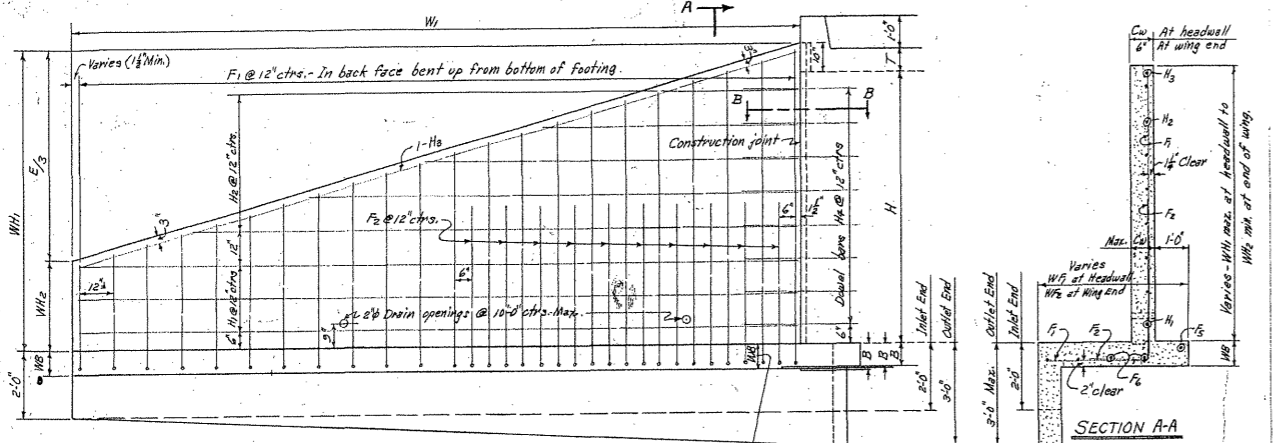 A
W₁
Varies (1½" Min.)
F₁ @ 12" ctrs. - In back face bent up from bottom of footing.
3"
10"
1'-0"
T
B
B
Construction joint
1-H₃
E/3
WH₁
H₂ @ 12" ctrs.
F₂ @ 12" ctrs.
6"
1½"
Dowel bars H₄ @ 12" ctrs
H
3"
12"
12"
6"
WH₂
H₁ @ 12" ctrs
6"
9"
2"ϕ Drain openings @ 10'-0" ctrs. Max.
6"
Inlet End
Outlet End
WB
2'-0"
WB
B
B
B
2'-0"
3'-0"
Cw
At headwall
6"
At wing end
H₃
H₂
F₁
Clear
F₂
Max. Cw
1'-0"
Varies
WF₁ at Headwall
WF₂ at Wing End
H₁
F₁
F₂
F₅
F₆
WB
2" clear
Outlet End
Inlet End
3'-0" Max.
2'-0"
Varies - WH₁ max. at headwall to
WH₂ min. at end of wing.
SECTION A-A